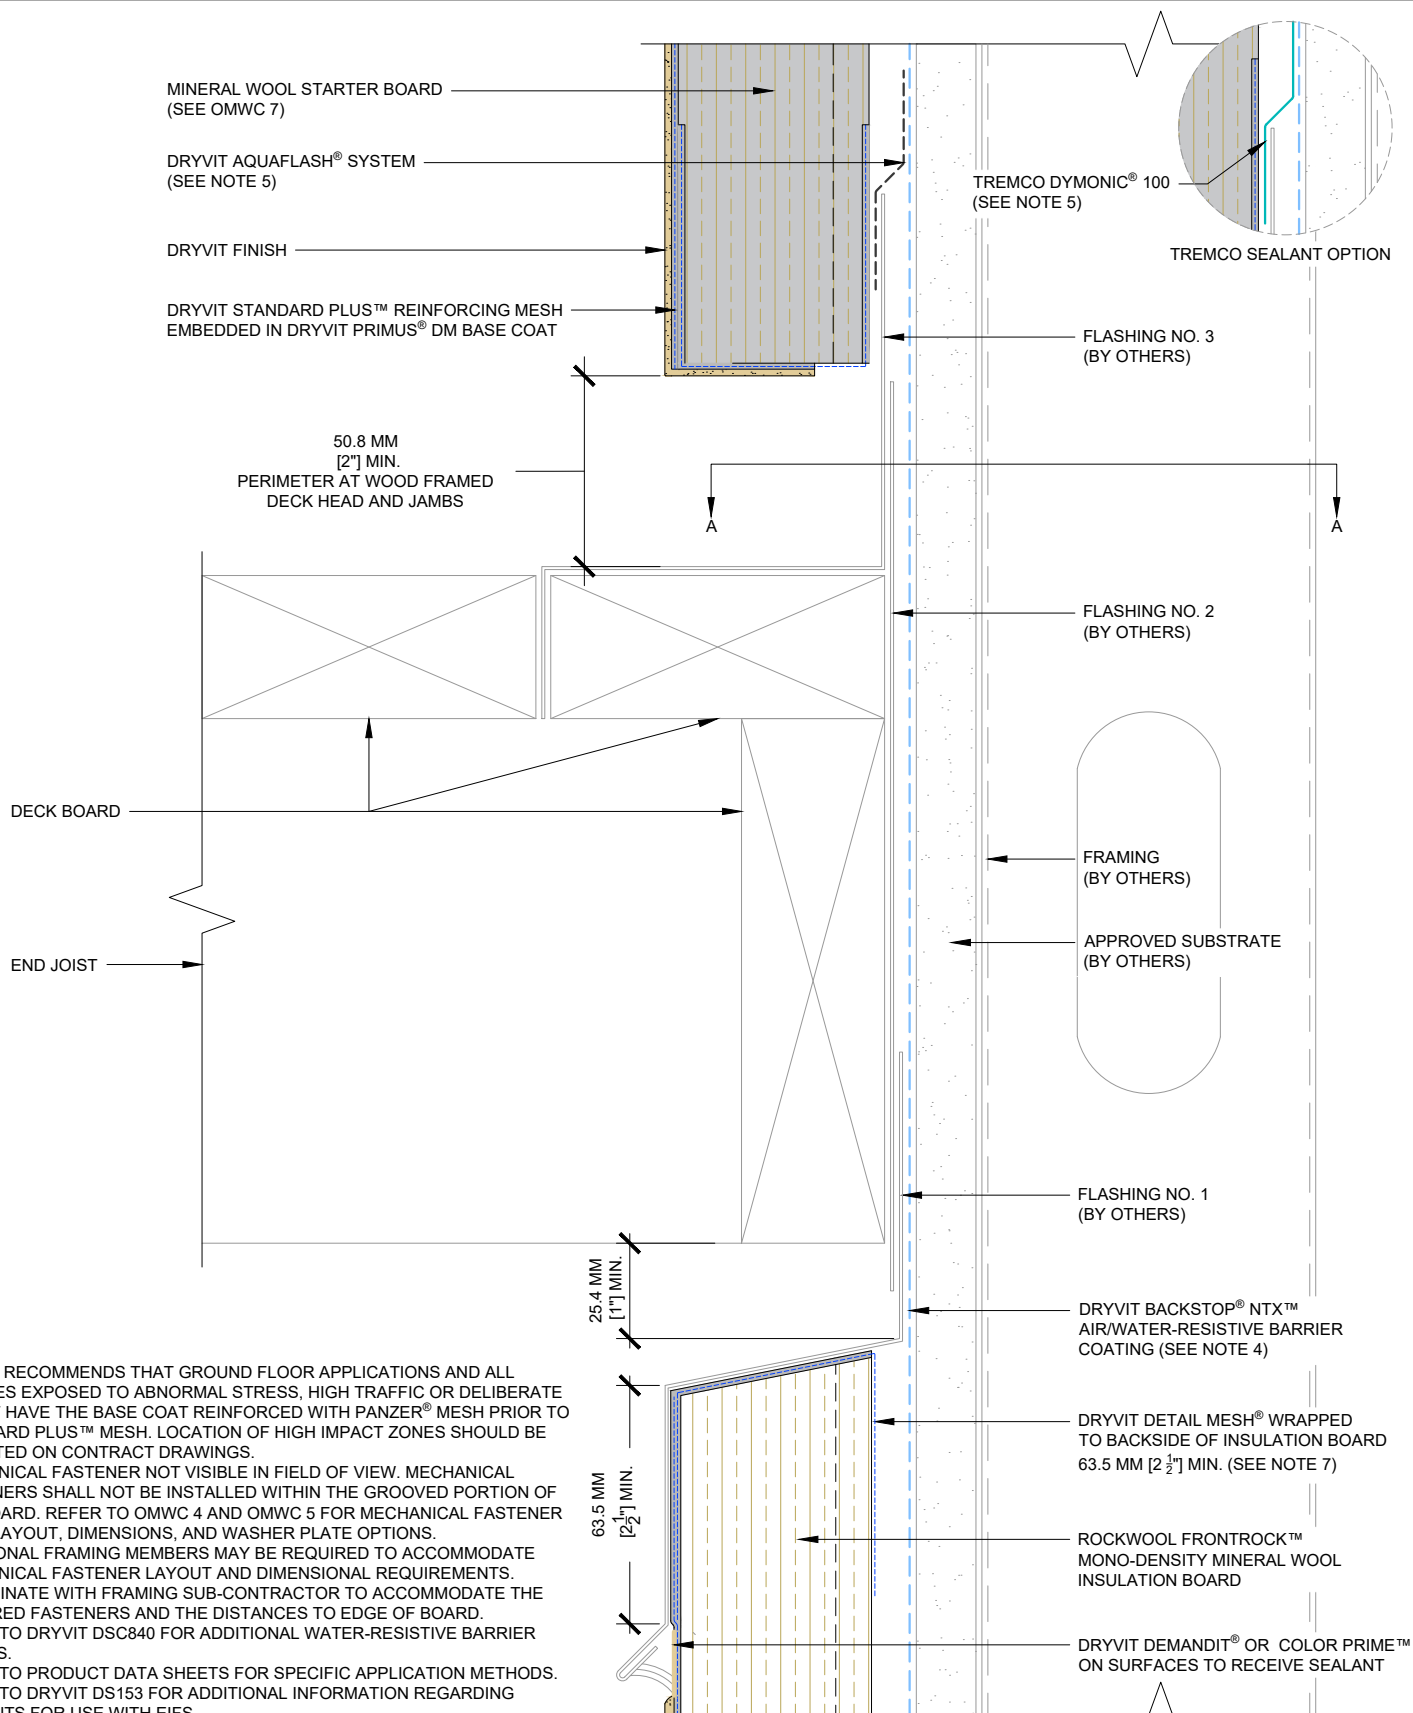 MINERAL WOOL STARTER BOARD
(SEE OMWC 7)
DRYVIT AQUAFLASH® SYSTEM
(SEE NOTE 5)
DRYVIT FINISH
DRYVIT STANDARD PLUS™ REINFORCING MESH
EMBEDDED IN DRYVIT PRIMUS® DM BASE COAT
TREMCO DYMONIC® 100
(SEE NOTE 5)
TREMCO SEALANT OPTION
FLASHING NO. 3
(BY OTHERS)
50.8 MM
[2"] MIN.
PERIMETER AT WOOD FRAMED
DECK HEAD AND JAMBS
A
A
FLASHING NO. 2
(BY OTHERS)
DECK BOARD
FRAMING
(BY OTHERS)
APPROVED SUBSTRATE
(BY OTHERS)
END JOIST
FLASHING NO. 1
(BY OTHERS)
25.4 MM
[1"] MIN.
DRYVIT BACKSTOP® NTX™
AIR/WATER-RESISTIVE BARRIER
COATING (SEE NOTE 4)
DRYVIT DETAIL MESH® WRAPPED
TO BACKSIDE OF INSULATION BOARD
63.5 MM [2 1/2"] MIN. (SEE NOTE 7)
63.5 MM
[2 1/2"] MIN.
ROCKWOOL FRONTROCK™
MONO-DENSITY MINERAL WOOL
INSULATION BOARD
DRYVIT DEMANDIT® OR COLOR PRIME™
ON SURFACES TO RECEIVE SEALANT
RECOMMENDS THAT GROUND FLOOR APPLICATIONS AND ALL
ES EXPOSED TO ABNORMAL STRESS, HIGH TRAFFIC OR DELIBERATE
HAVE THE BASE COAT REINFORCED WITH PANZER® MESH PRIOR TO
ARD PLUS™ MESH. LOCATION OF HIGH IMPACT ZONES SHOULD BE
TED ON CONTRACT DRAWINGS.
NICAL FASTENER NOT VISIBLE IN FIELD OF VIEW. MECHANICAL
NERS SHALL NOT BE INSTALLED WITHIN THE GROOVED PORTION OF
OARD. REFER TO OMWC 4 AND OMWC 5 FOR MECHANICAL FASTENER
AYOUT, DIMENSIONS, AND WASHER PLATE OPTIONS.
ONAL FRAMING MEMBERS MAY BE REQUIRED TO ACCOMMODATE
NICAL FASTENER LAYOUT AND DIMENSIONAL REQUIREMENTS.
INATE WITH FRAMING SUB-CONTRACTOR TO ACCOMMODATE THE
RED FASTENERS AND THE DISTANCES TO EDGE OF BOARD.
TO DRYVIT DSC840 FOR ADDITIONAL WATER-RESISTIVE BARRIER
S.
TO PRODUCT DATA SHEETS FOR SPECIFIC APPLICATION METHODS.
TO DRYVIT DS153 FOR ADDITIONAL INFORMATION REGARDING
NTS FOR USE WITH EIFS